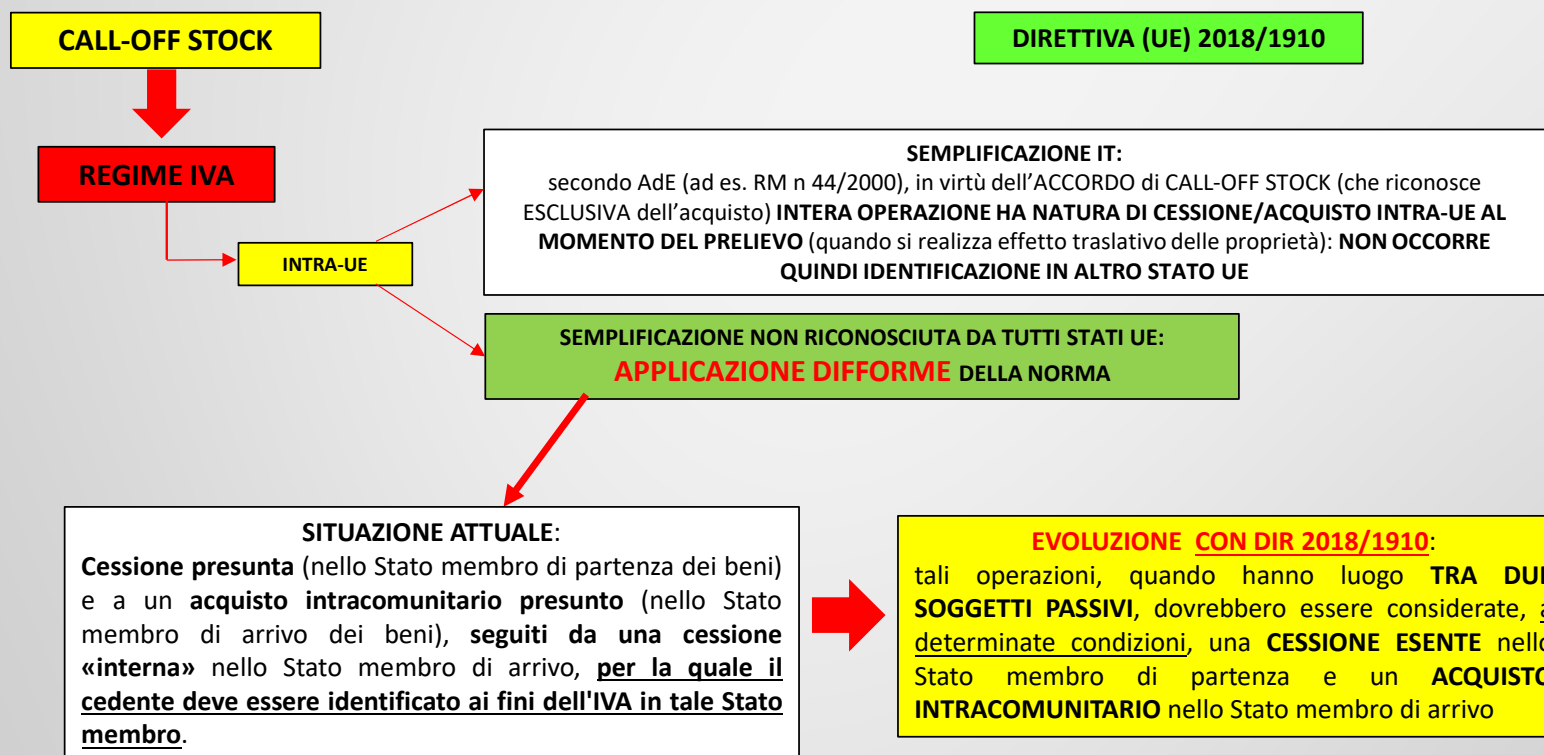 CALL-OFF STOCK
DIRETTIVA (UE) 2018/1910
REGIME IVA
INTRA-UE
SEMPLIFICAZIONE IT:
secondo AdE (ad es. RM n 44/2000), in virtù dell'ACCORDO di CALL-OFF STOCK (che riconosce
ESCLUSIVA dell'acquisto) INTERA OPERAZIONE HA NATURA DI CESSIONE/ACQUISTO INTRA-UE AL
MOMENTO DEL PRELIEVO (quando si realizza effetto traslativo delle proprietà): NON OCCORRE
QUINDI IDENTIFICAZIONE IN ALTRO STATO UE
SEMPLIFICAZIONE NON RICONOSCIUTA DA TUTTI STATI UE:
APPLICAZIONE DIFFORME DELLA NORMA
SITUAZIONE ATTUALE:
Cessione presunta (nello Stato membro di partenza dei beni)
e a un acquisto intracomunitario presunto (nello Stato
membro di arrivo dei beni), seguiti da una cessione
«interna» nello Stato membro di arrivo, per la quale il
cedente deve essere identificato ai fini dell'IVA in tale Stato
membro.
EVOLUZIONE CON DIR 2018/1910:
tali operazioni, quando hanno luogo TRA DUE
SOGGETTI PASSIVI, dovrebbero essere considerate, a
determinate condizioni, una CESSIONE ESENTE nello
Stato membro di partenza e un ACQUISTO
INTRACOMUNITARIO nello Stato membro di arrivo